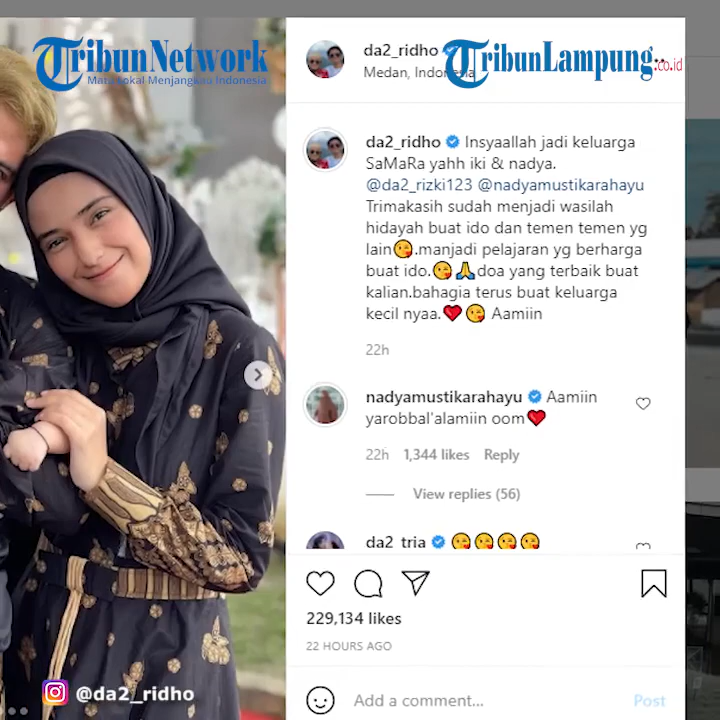 TribunNetwork
Mata Lokal Menjangkau Indonesia
TribunLampung.co.id
da2_ridho
Medan, Indonesia
da2_ridho Insyaallah jadi keluarga
SaMaRa yahh iki & nadya.
@da2_rizki123 @nadyamustikarahayu
Trimakasih sudah menjadi wasilah
hidayah buat ido dan temen temen yg
lain😘.manjadi pelajaran yg berharga
buat ido.😘🙏doa yang terbaik buat
kalian.bahagia terus buat keluarga
kecil nyaa.❤️😘 Aamiin
22h
nadyamustikarahayu Aamiin
yarobbal'alamiin oom❤️
22h 1,344 likes Reply
View replies (56)
da2_tria 😘😘😘😘
229,134 likes
22 HOURS AGO
Add a comment... Post
@da2_ridho